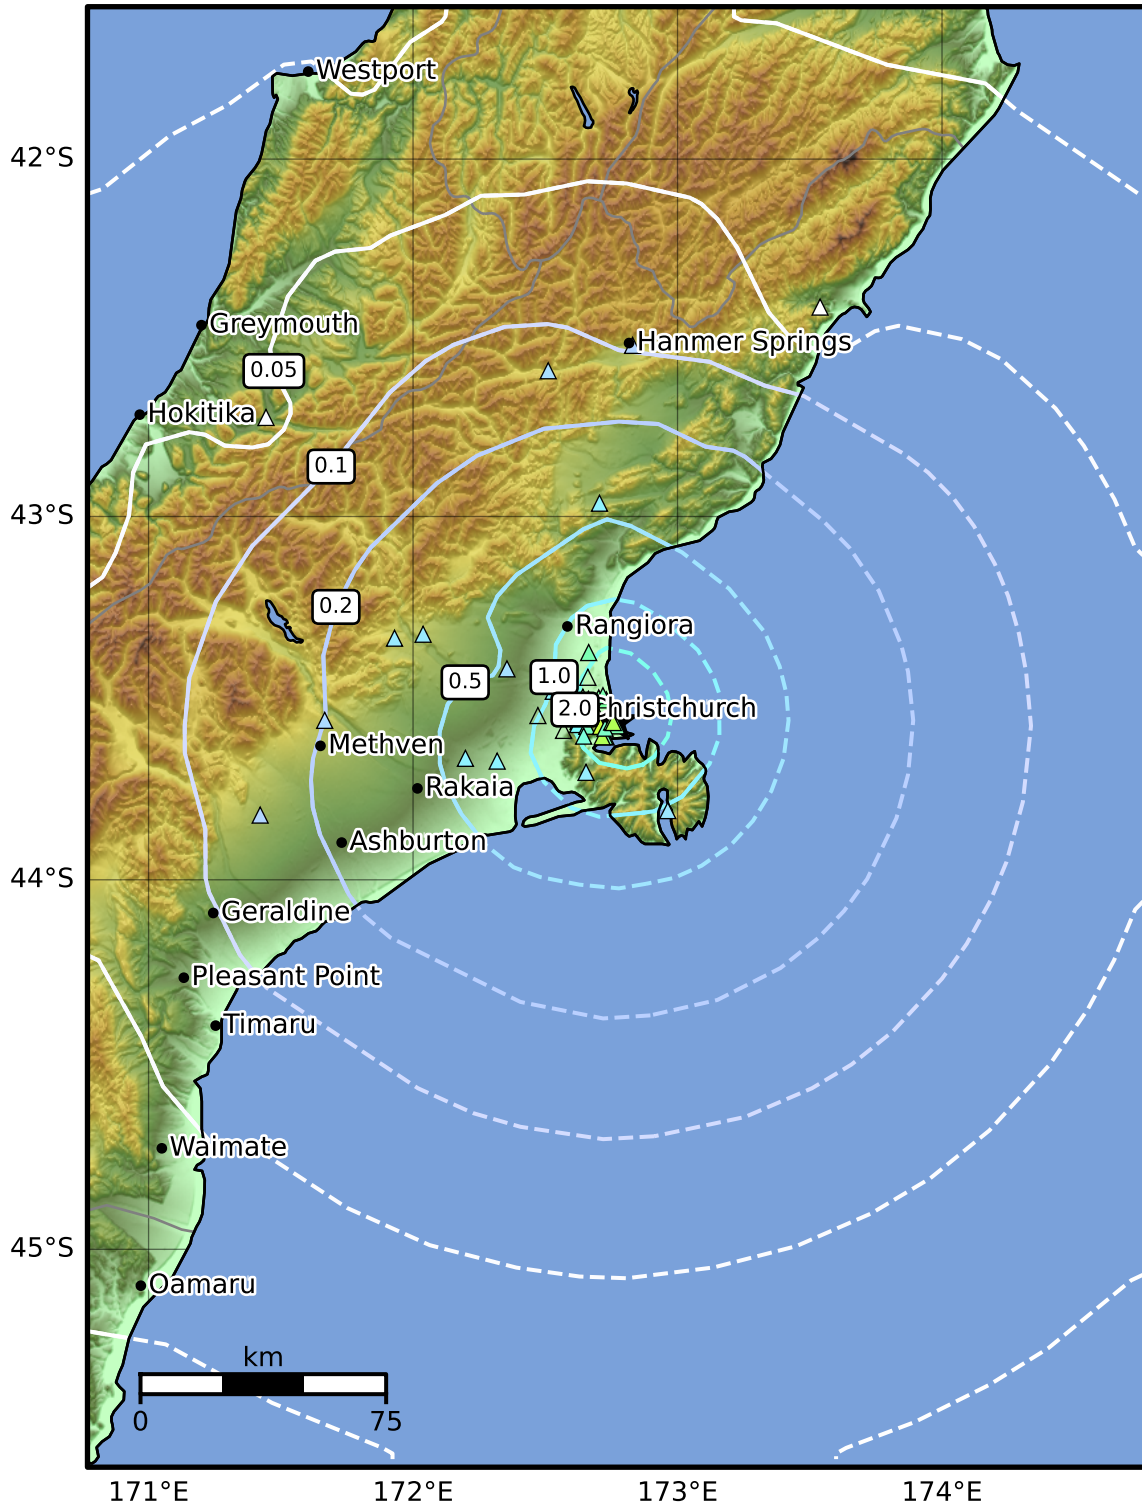 Westport
42°S
Greymouth
Hanmer Springs
0.05
Hokitika
0.1
43°S
0.2
Rangiora
0.5
1.0
2.0
Christchurch
Methven
Rakaia
Ashburton
44°S
Geraldine
Pleasant Point
Timaru
Waimate
45°S
Oamaru
km
0 75
171°E 172°E 173°E 174°E